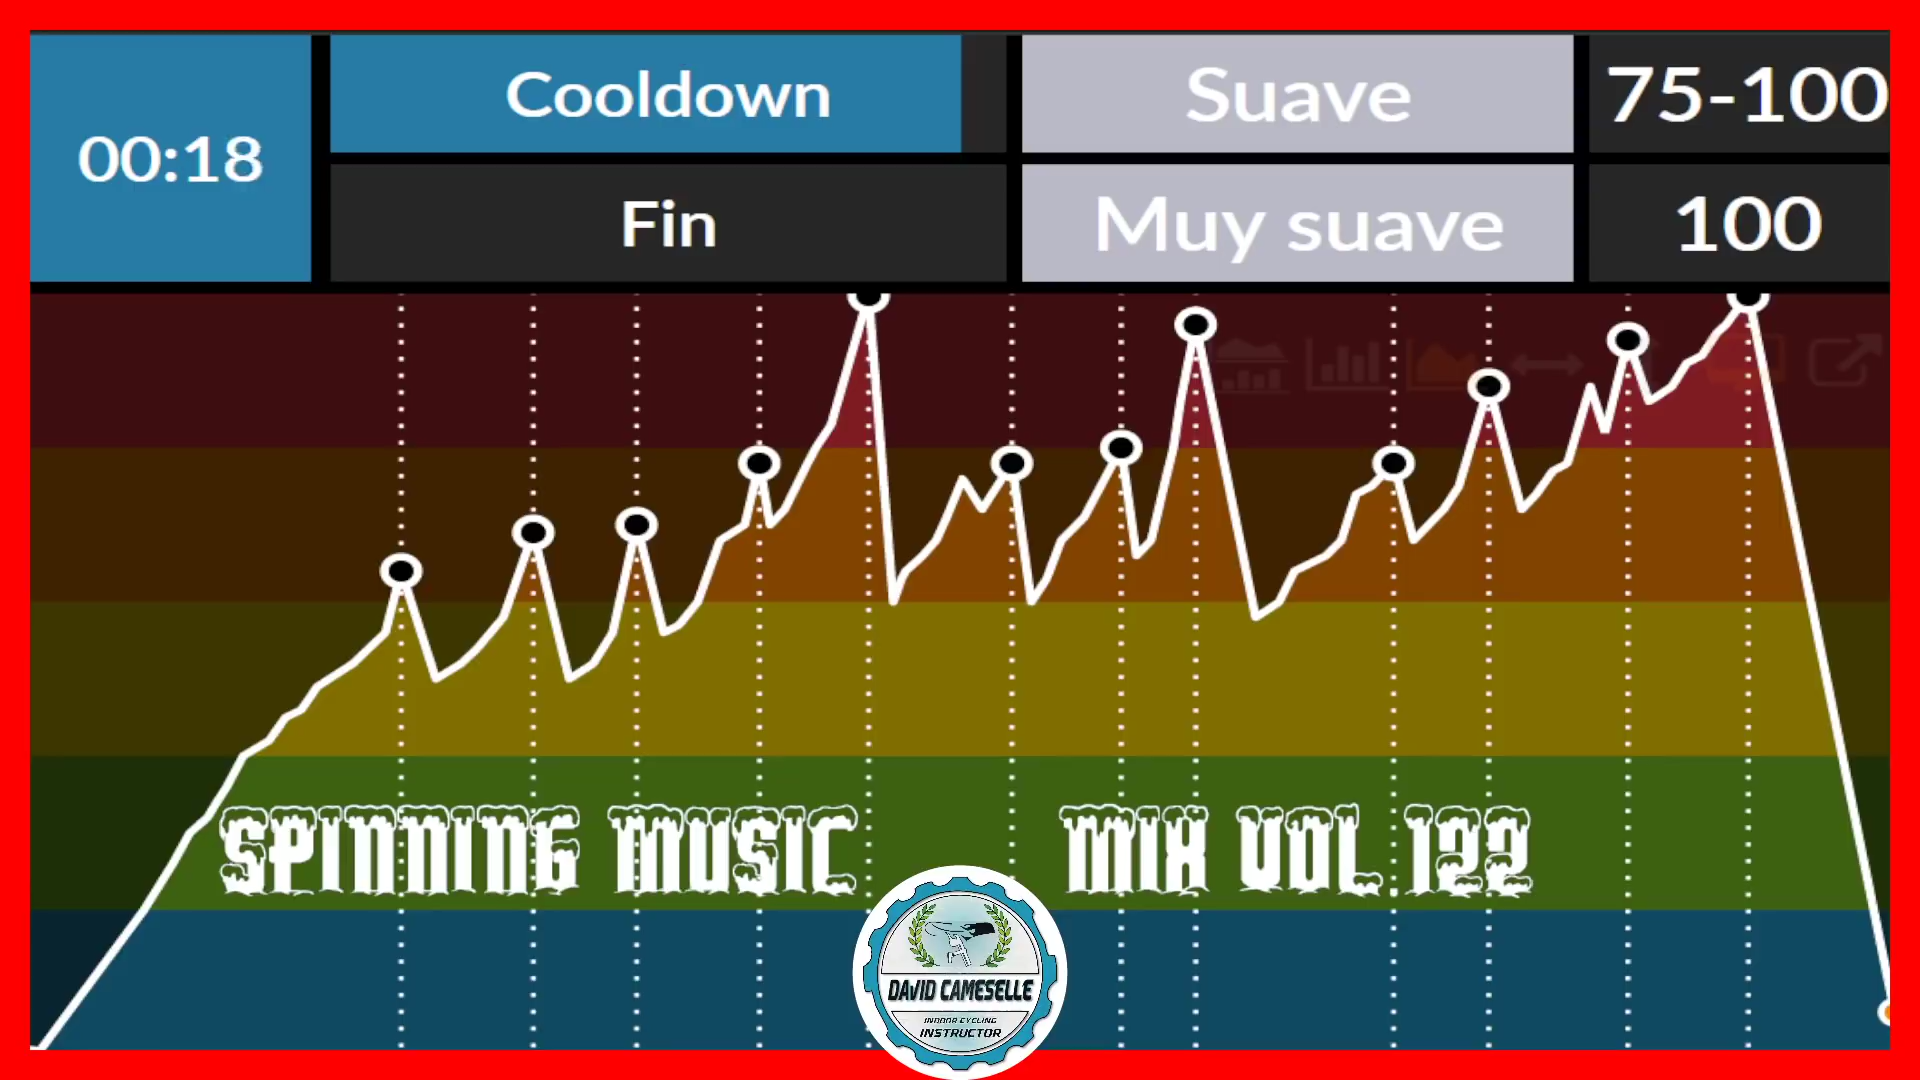 00:18
Cooldown
Suave
75-100
Fin
Muy suave
100
SPINNING MUSIC MIX VOL.122
DAVID CAMESELLE
INDOOR CYCLING
INSTRUCTOR